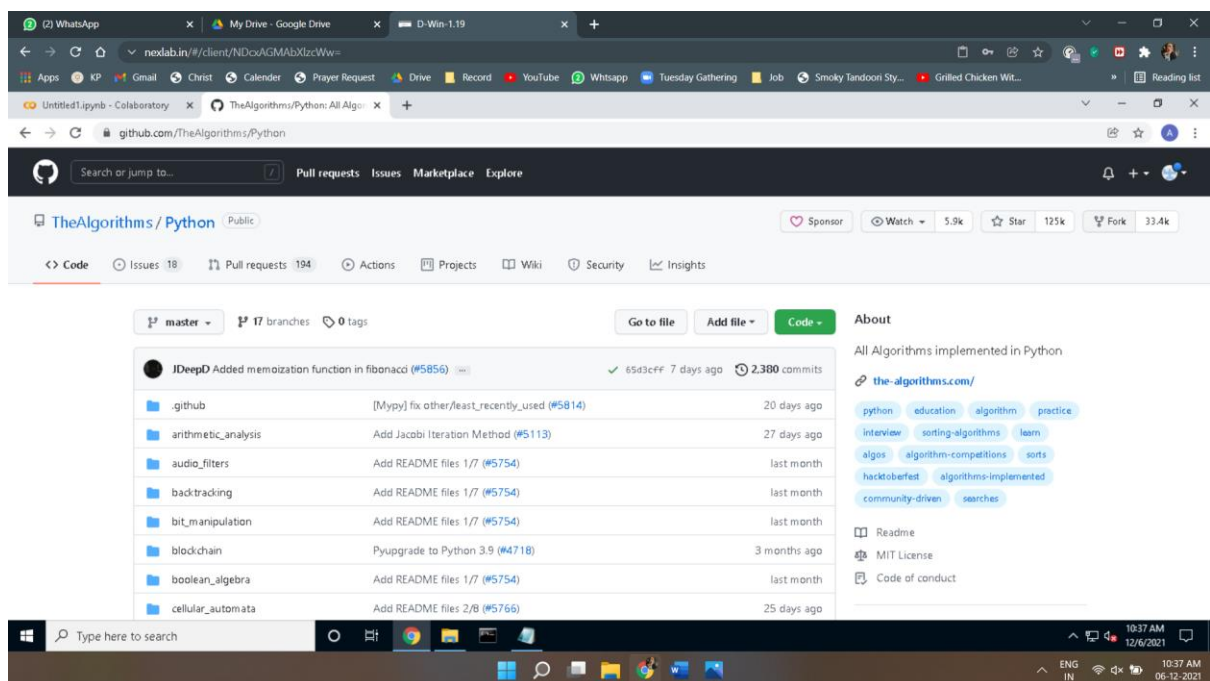 (2) WhatsApp My Drive - Google Drive D-Win-1.19
nexlab.in/#/client/NDcxAGMAbXlzcWw=
Apps KP Gmail Christ Calender Prayer Request Drive Record YouTube Whtsapp Tuesday Gathering Job Smoky Tandoori Sty... Grilled Chicken Wit... » Reading list
Untitled1.ipynb - Colaboratory TheAlgorithms/Python: All Algor
github.com/TheAlgorithms/Python A
Search or jump to... / Pull requests Issues Marketplace Explore
TheAlgorithms / Python Public Sponsor Watch 5.9k Star 125k Fork 33.4k
<> Code Issues 18 Pull requests 194 Actions Projects Wiki Security Insights
master 17 branches 0 tags Go to file Add file Code About
All Algorithms implemented in Python
JDeepD Added memoization function in fibonacci (#5856) ... 65d3cff 7 days ago 2,380 commits
the-algorithms.com/
.github [Mypy] fix other/least_recently_used (#5814) 20 days ago
python education algorithm practice
arithmetic_analysis Add Jacobi Iteration Method (#5113) 27 days ago
interview sorting-algorithms learn
audio_filters Add README files 1/7 (#5754) last month
algos algorithm-competitions sorts
hacktoberfest algorithms-implemented
backtracking Add README files 1/7 (#5754) last month
community-driven searches
bit_manipulation Add README files 1/7 (#5754) last month
Readme
blockchain Pyupgrade to Python 3.9 (#4718) 3 months ago
MIT License
boolean_algebra Add README files 1/7 (#5754) last month
Code of conduct
cellular_automata Add README files 2/8 (#5766) 25 days ago
Type here to search 10:37 AM
12/6/2021
ENG 10:37 AM
IN 06-12-2021